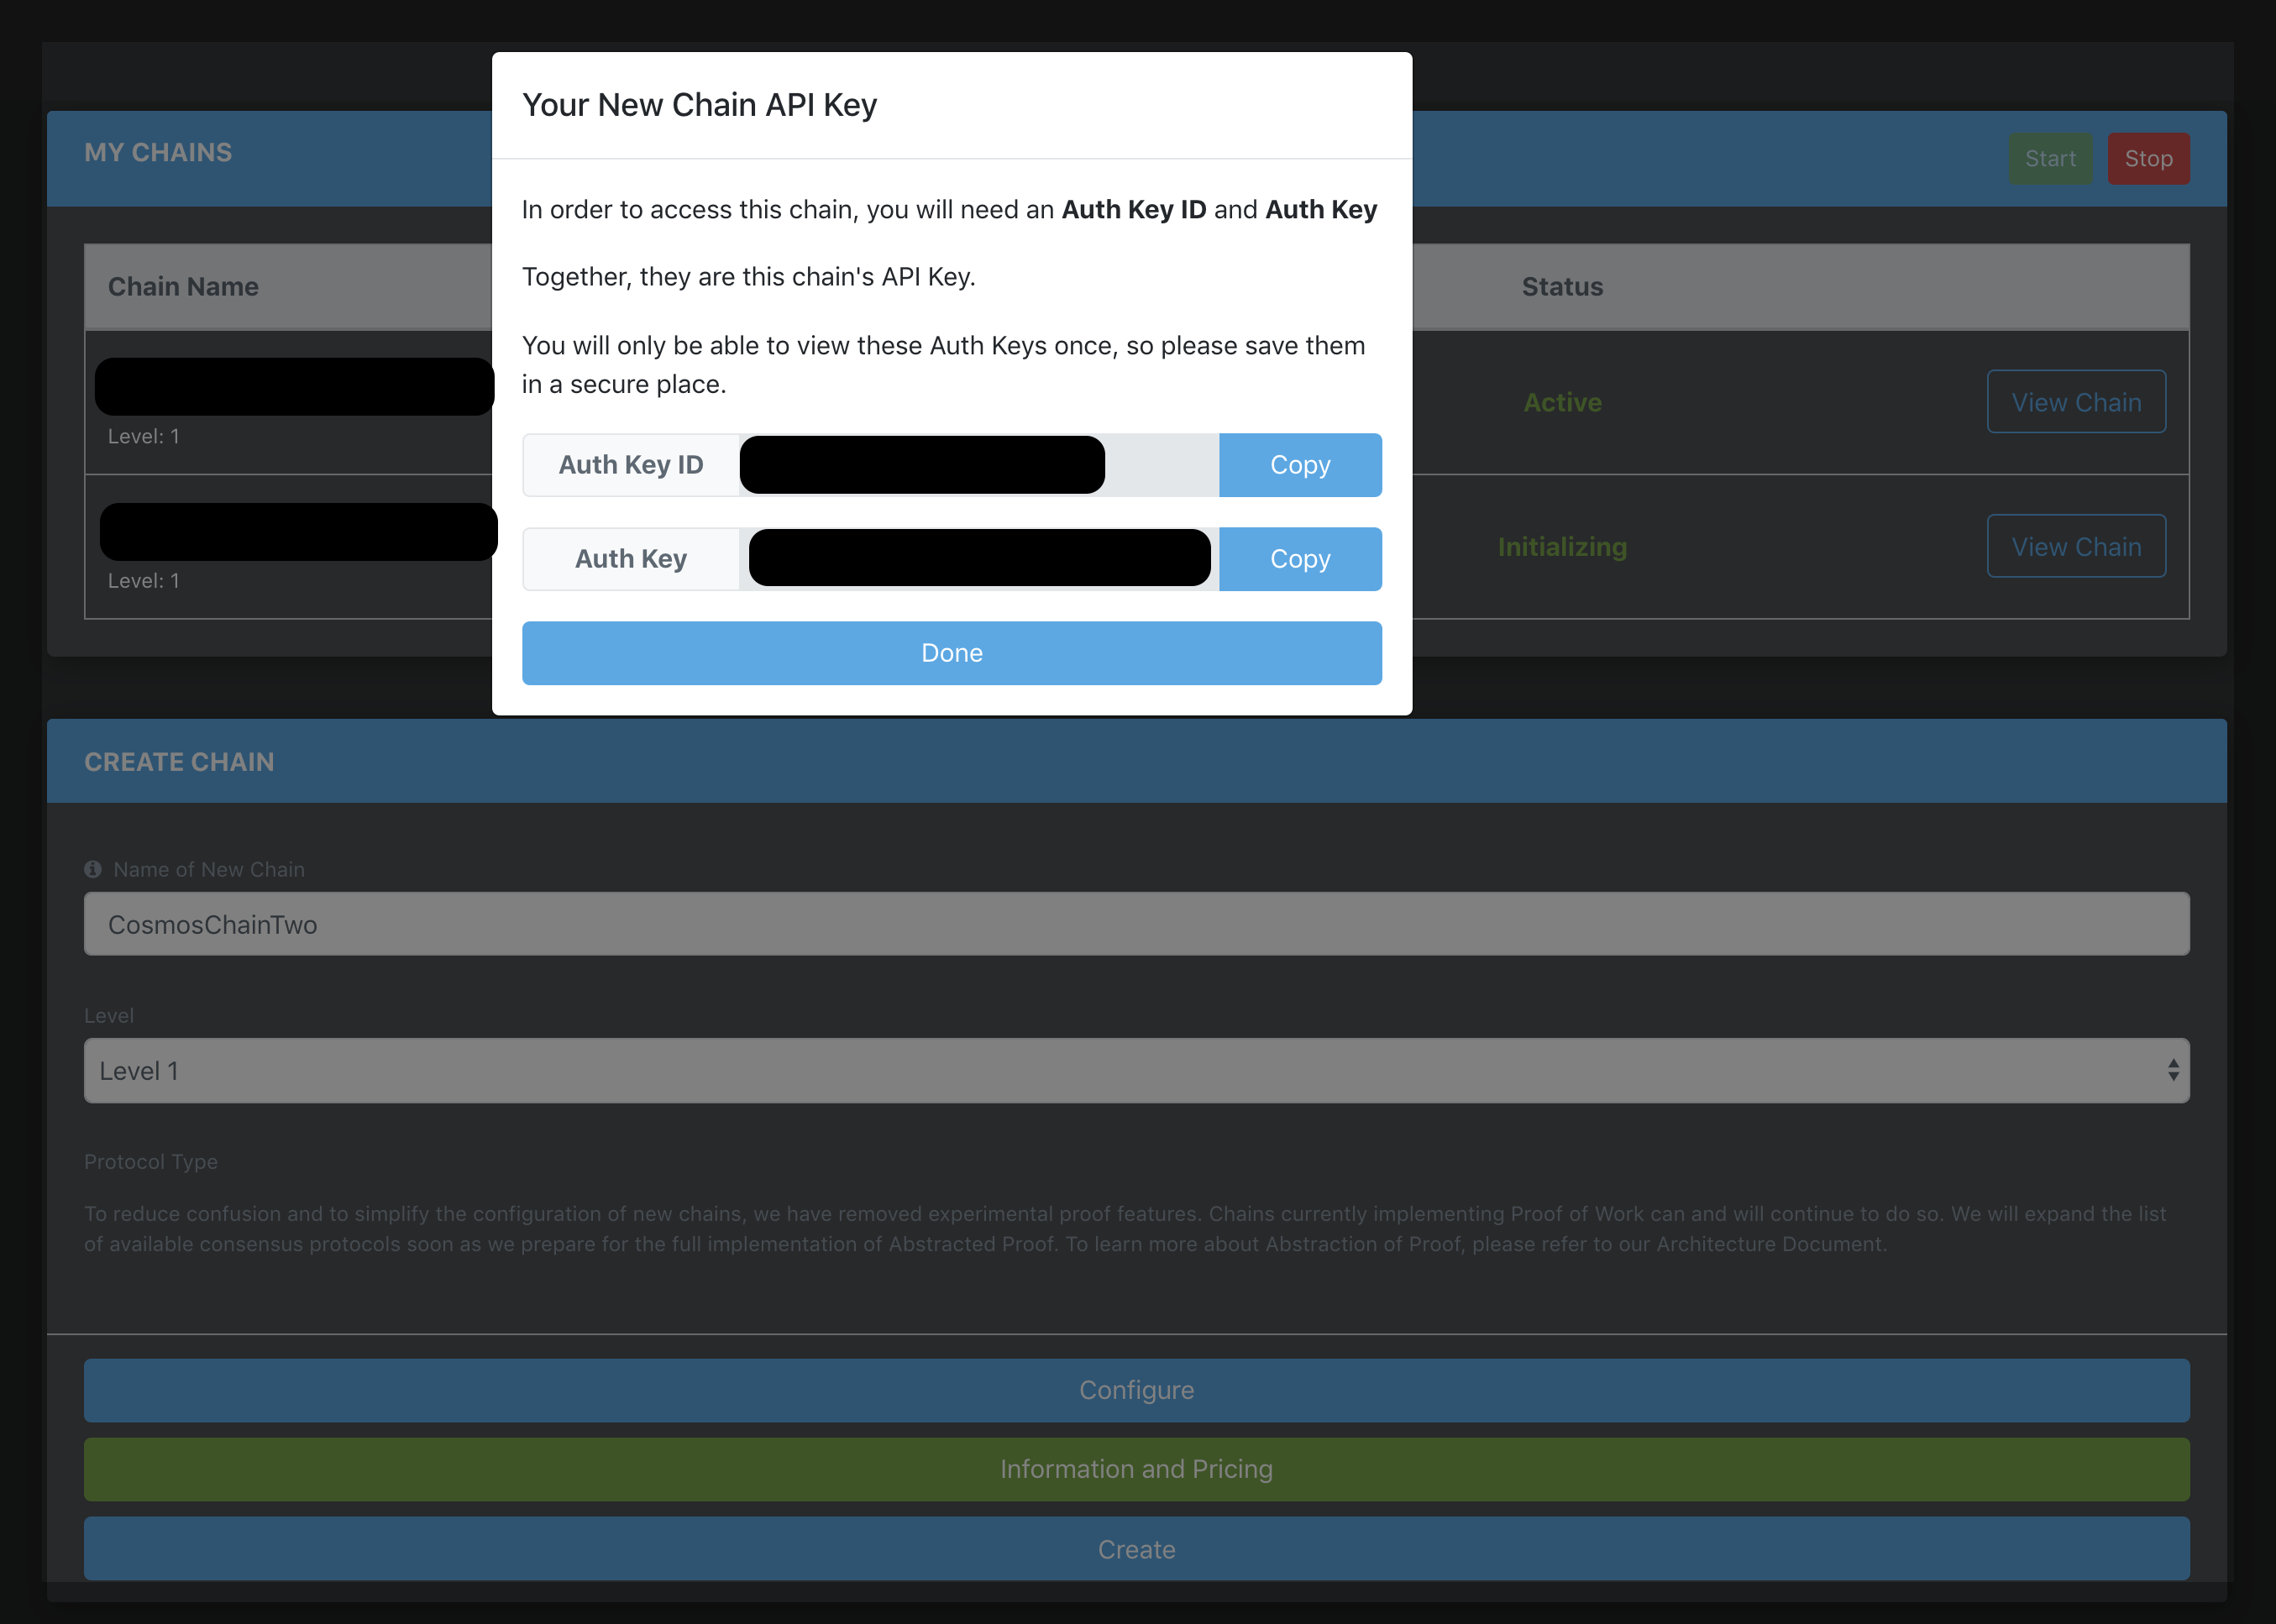 Your New Chain API Key
MY CHAINS
Start
Stop
In order to access this chain, you will need an Auth Key ID and Auth Key
Together, they are this chain's API Key.
You will only be able to view these Auth Keys once, so please save them
in a secure place.
Chain Name
Status
Level: 1
Active
View Chain
Auth Key ID
Copy
Level: 1
Initializing
View Chain
Auth Key
Copy
Done
CREATE CHAIN
Name of New Chain
CosmosChainTwo
Level
Level 1
Protocol Type
To reduce confusion and to simplify the configuration of new chains, we have removed experimental proof features. Chains currently implementing Proof of Work can and will continue to do so. We will expand the list
of available consensus protocols soon as we prepare for the full implementation of Abstracted Proof. To learn more about Abstraction of Proof, please refer to our Architecture Document.
Configure
Information and Pricing
Create